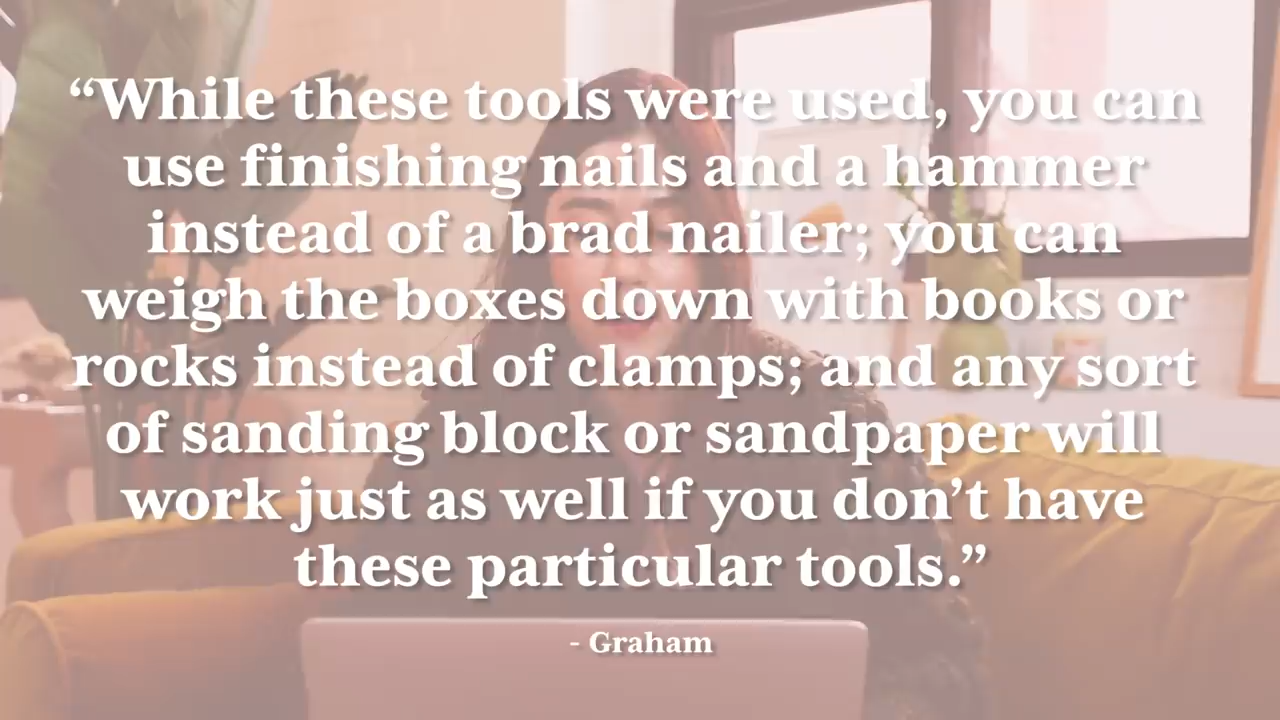 “While these tools were used, you can
use finishing nails and a hammer
instead of a brad nailer; you can
weigh the boxes down with books or
rocks instead of clamps; and any sort
of sanding block or sandpaper will
work just as well if you don’t have
these particular tools.”
- Graham